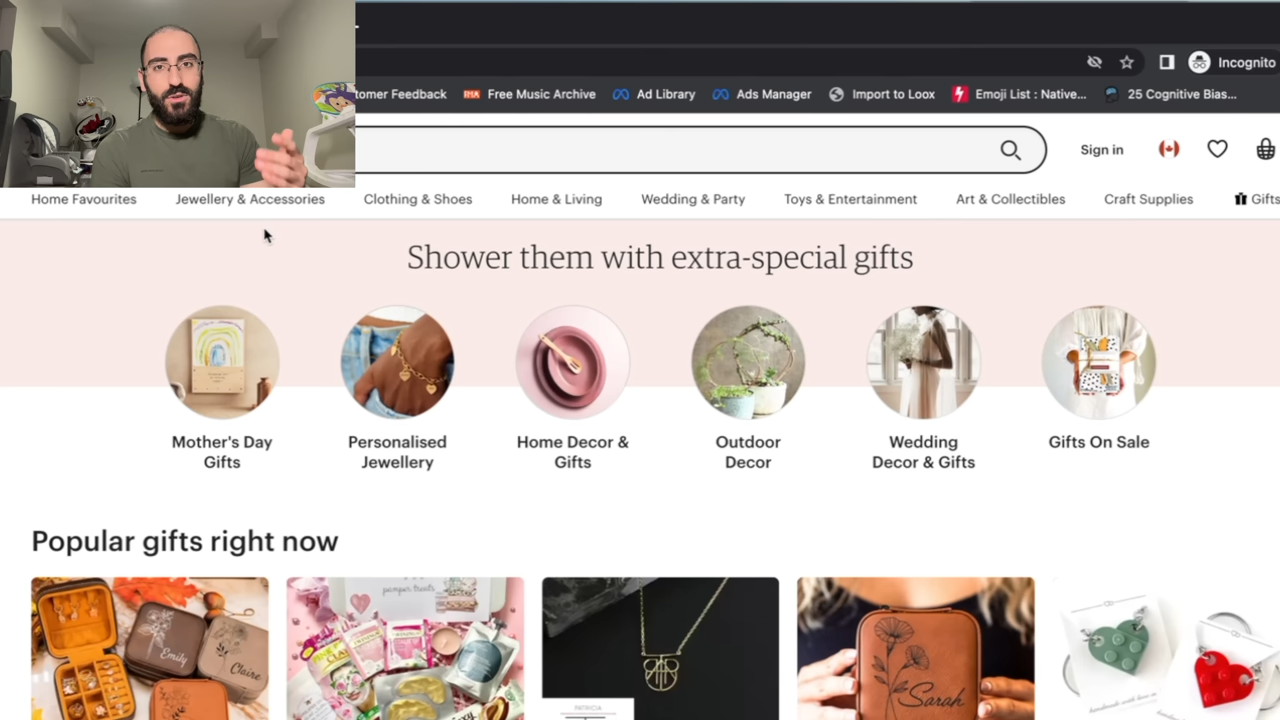 Incognito
tomer Feedback
Free Music Archive
Ad Library
Ads Manager
Import to Loox
Emoji List : Native...
25 Cognitive Bias...
Sign in
Home Favourites
Jewellery & Accessories
Clothing & Shoes
Home & Living
Wedding & Party
Toys & Entertainment
Art & Collectibles
Craft Supplies
Gifts
Shower them with extra-special gifts
Mother's Day
Gifts
Personalised
Jewellery
Home Decor &
Gifts
Outdoor
Decor
Wedding
Decor & Gifts
Gifts On Sale
Popular gifts right now
Emily
Claire
pamper treats
PATRICIA
Sarah